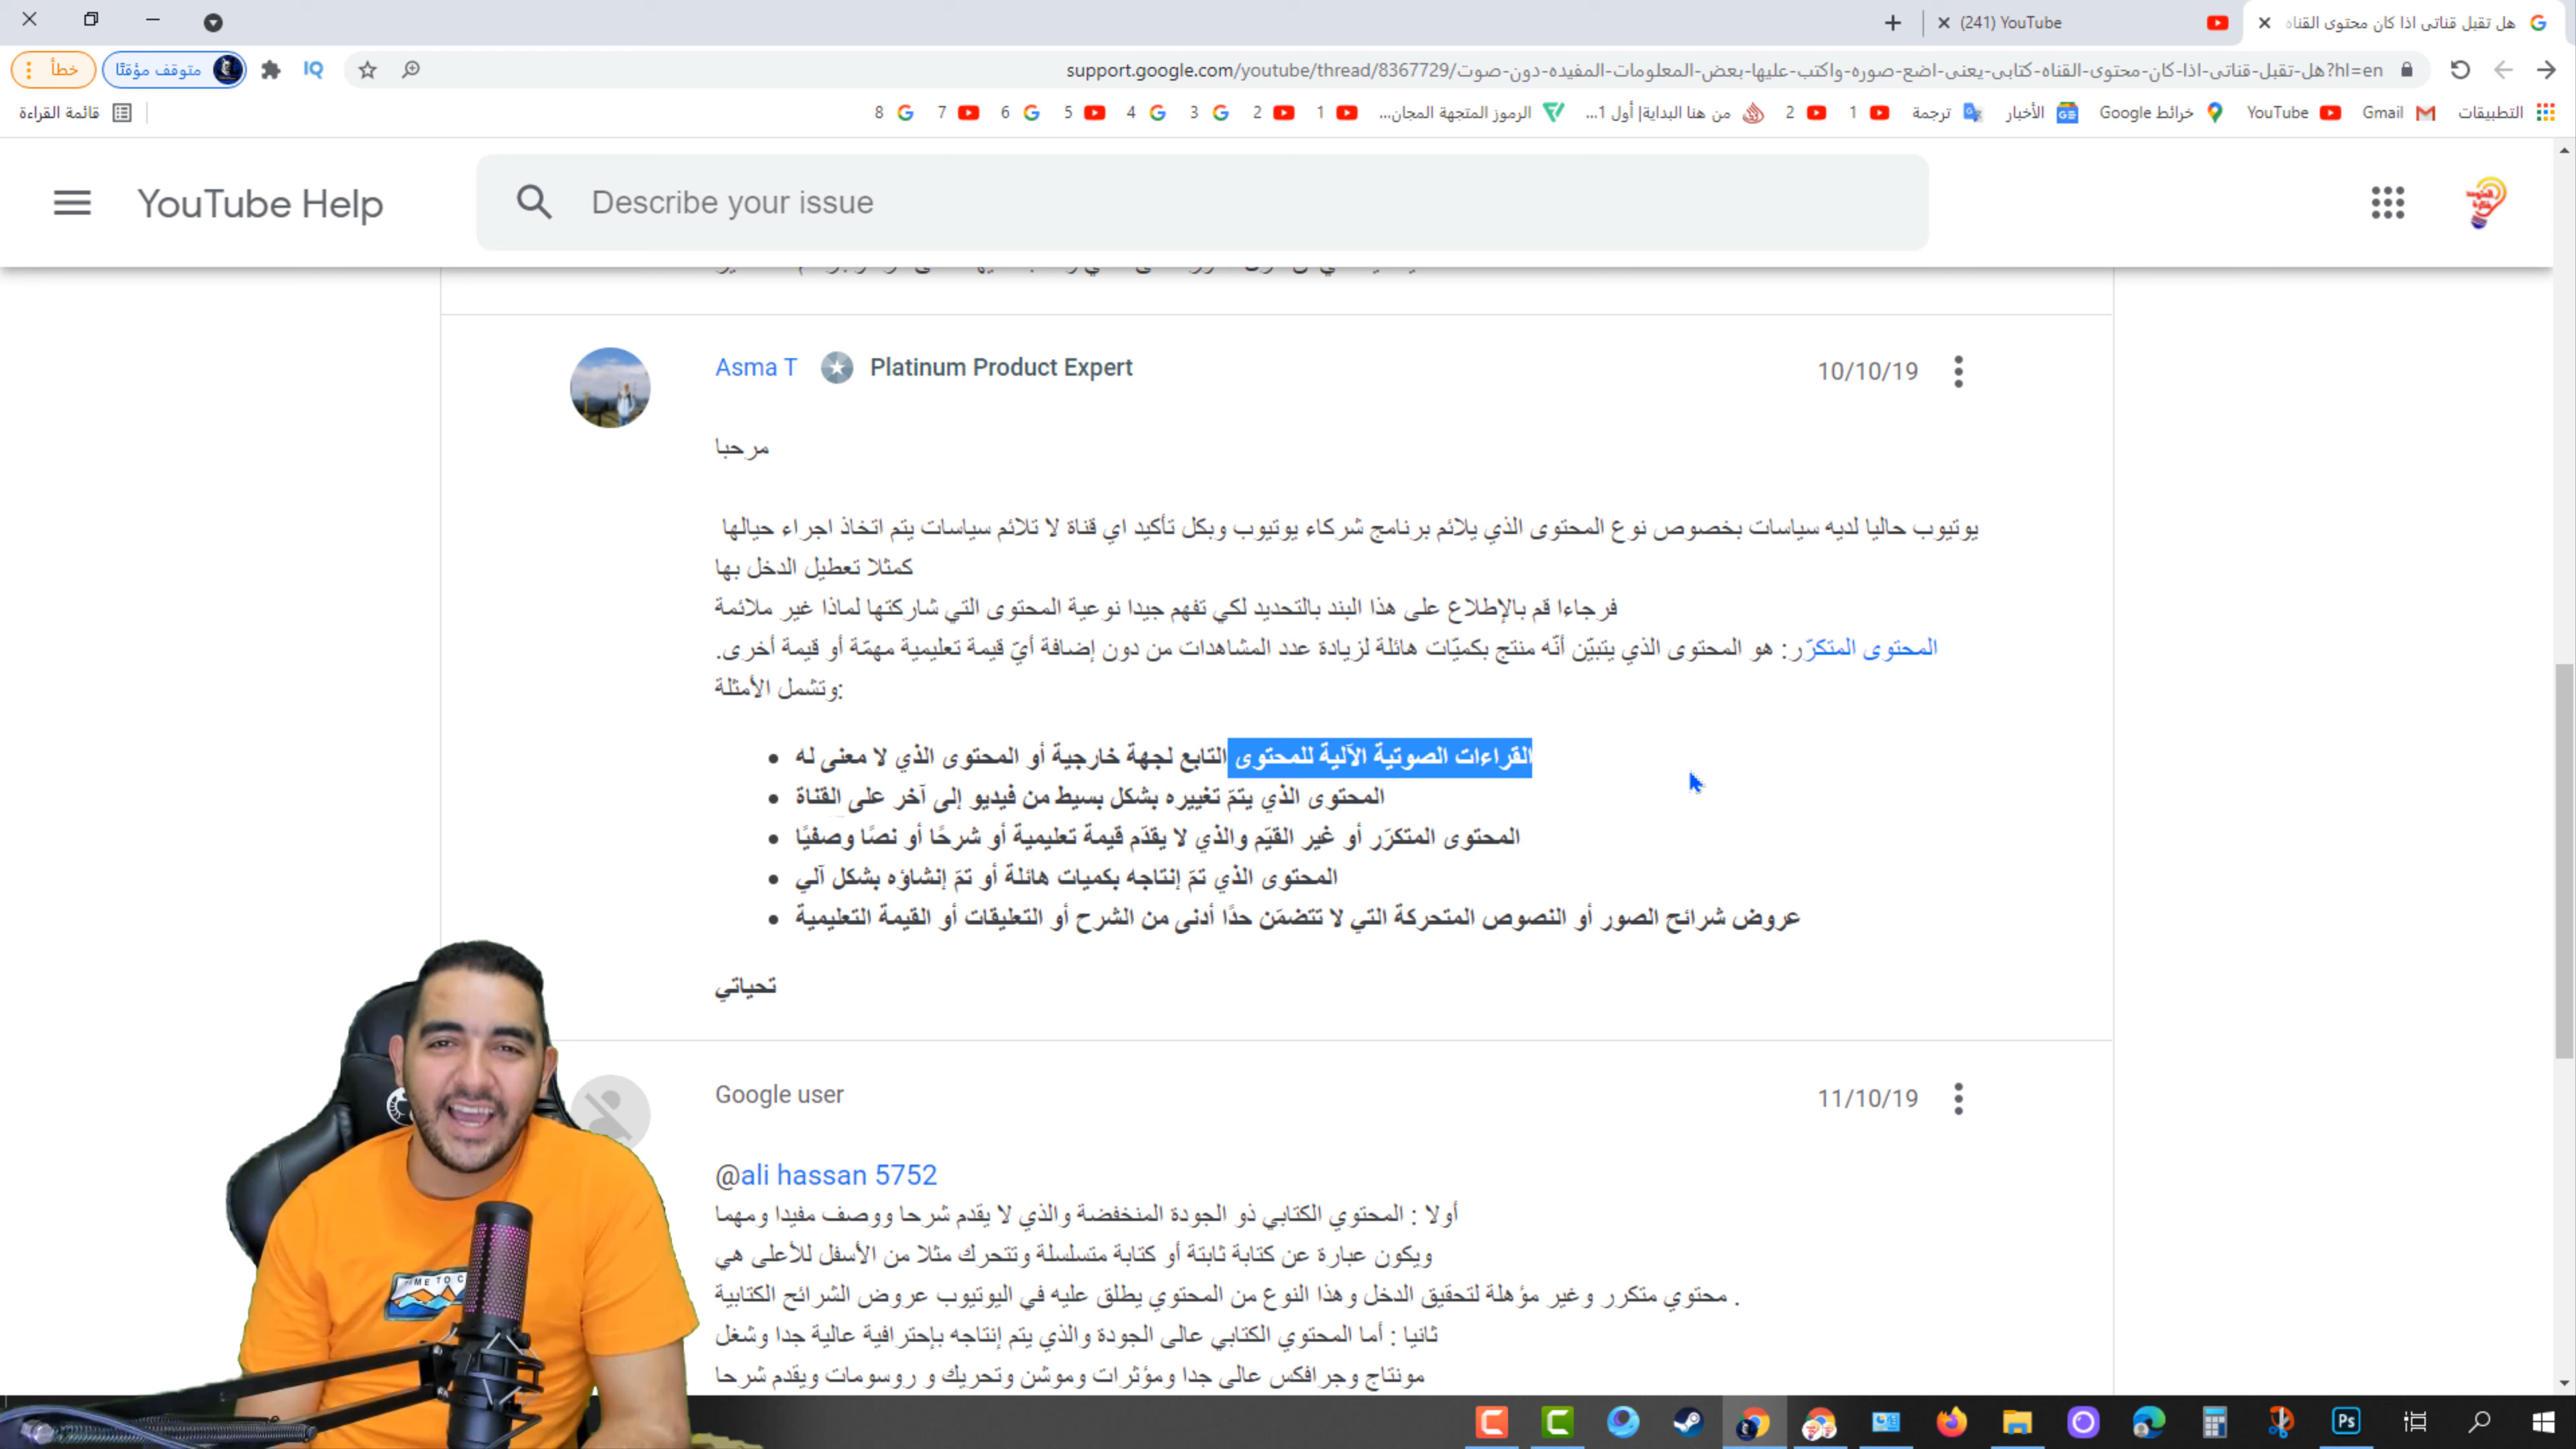 هل تقبل قناتى اذا كان محتوى القناه
(241) YouTube
support.google.com/youtube/thread/8367729/هل-تقبل-قناتى-اذا-كان-محتوى-القناه-كتابى-يعنى-اضع-صوره-واكتب-عليها-بعض-المعلومات-المفيده-دون-صوت?hl=en
IQ
متوقف مؤقتًا
خطأ
التطبيقات
Gmail
YouTube
خرائط Google
الأخبار
ترجمة
1
2
من هنا البداية| أول 1...
الرموز المتجهة المجان...
1
2
3
4
5
6
7
8
قائمة القراءة
YouTube Help
Describe your issue
Asma T
Platinum Product Expert
10/10/19
مرحبا
يوتيوب حاليا لديه سياسات بخصوص نوع المحتوى الذي يلائم برنامج شركاء يوتيوب وبكل تأكيد اي قناة لا تلائم سياسات يتم اتخاذ اجراء حيالها
كمثلا تعطيل الدخل بها
فرجاءا قم بالإطلاع على هذا البند بالتحديد لكي تفهم جيدا نوعية المحتوى التي شاركتها لماذا غير ملائمة
المحتوى المتكرّر: هو المحتوى الذي يتبيّن أنّه منتج بكميّات هائلة لزيادة عدد المشاهدات من دون إضافة أيّ قيمة تعليمية مهمّة أو قيمة أخرى.
وتشمل الأمثلة:
القراءات الصوتية الآلية للمحتوى التابع لجهة خارجية أو المحتوى الذي لا معنى له
المحتوى الذي يتمّ تغييره بشكل بسيط من فيديو إلى آخر على القناة
المحتوى المتكرّر أو غير القيّم والذي لا يقدّم قيمة تعليمية أو شرحًا أو نصًا وصفيًا
المحتوى الذي تمّ إنتاجه بكميات هائلة أو تمّ إنشاؤه بشكل آلي
عروض شرائح الصور أو النصوص المتحركة التي لا تتضمّن حدًا أدنى من الشرح أو التعليقات أو القيمة التعليمية
تحياتي
Google user
11/10/19
@ali hassan 5752
أولا : المحتوي الكتابي ذو الجودة المنخفضة والذي لا يقدم شرحا ووصف مفيدا ومهما
ويكون عبارة عن كتابة ثابتة أو كتابة متسلسلة وتتحرك مثلا من الأسفل للأعلى هي
محتوي متكرر وغير مؤهلة لتحقيق الدخل وهذا النوع من المحتوي يطلق عليه في اليوتيوب عروض الشرائح الكتابية .
ثانيا : أما المحتوي الكتابي عالى الجودة والذي يتم إنتاجه بإحترافية عالية جدا وشغل
مونتاج وجرافكس عالى جدا ومؤثرات وموشن وتحريك و روسومات ويقدم شرحا
Ps